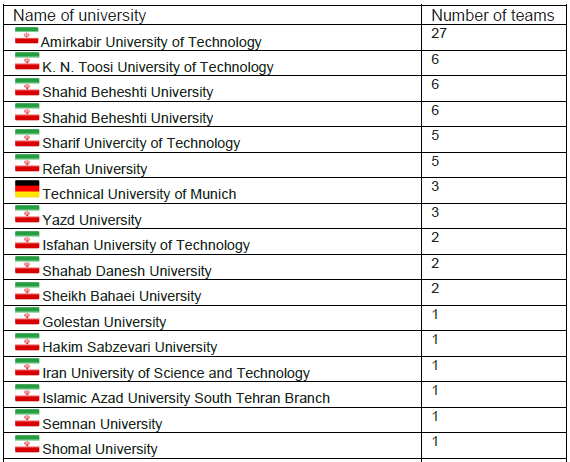 Name of university Number of teams
Amirkabir University of Technology 27
K. N. Toosi University of Technology 6
Shahid Beheshti University 6
Shahid Beheshti University 6
Sharif Univercity of Technology 5
Refah University 5
Technical University of Munich 3
Yazd university 3
Isfahan University of Technology 2
Shahab Danesh University 2
Sheikh Bahaei University 2
Golestan University 1
Hakim Sabzevari University 1
Iran University of Science and Technology 1
Islamic Azad University South Tehran Branch 1
Semnan University 1
Shomal University 1